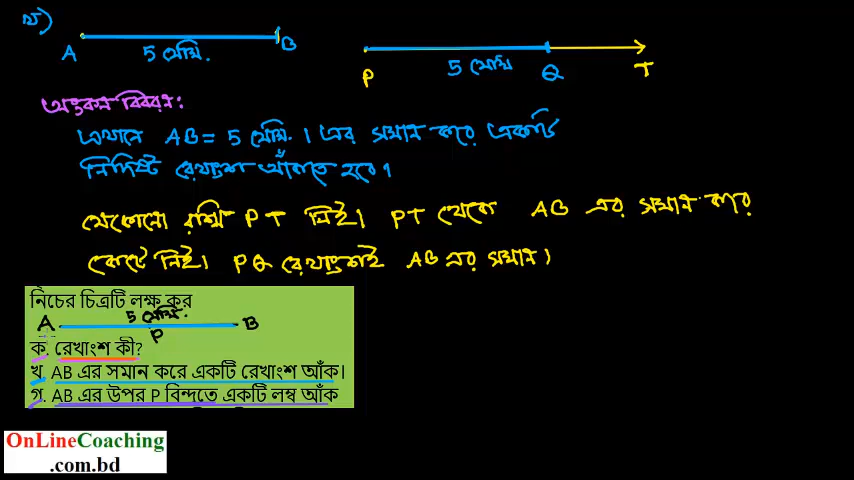 খ)
A 5 সেমি. B
P 5 সেমি Q T
অংকন বিবরন:
এখানে AB = 5 সেমি. । এর সমান করে একটি
নির্দিষ্ট রেখাংশ আঁকতে হবে।
যেকোনো রশ্মি PT নিই। PT থেকে AB এর সমান করে
কেটে নিই। PQ রেখাংশই AB এর সমান।
নিচের চিত্রটি লক্ষ কর
5 সেমি.
A B
P
ক. রেখাংশ কী?
খ. AB এর সমান করে একটি রেখাংশ আঁক।
গ. AB এর উপর P বিন্দুতে একটি লম্ব আঁক
OnLineCoaching
.com.bd